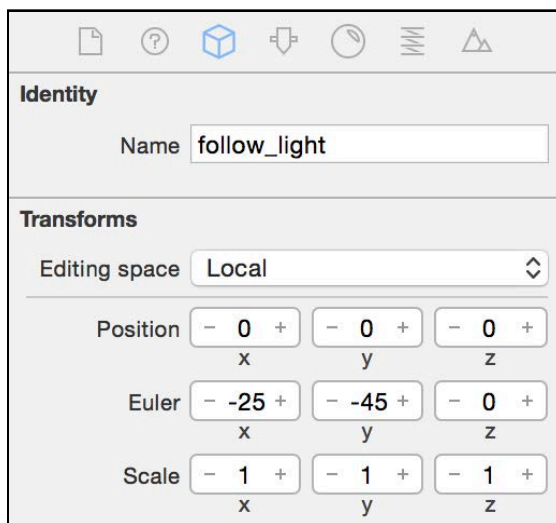 Identity
Name follow_light
Transforms
Editing space Local
Position - 0 + - 0 + - 0 +
x y z
Euler - -25 + - -45 + - 0 +
x y z
Scale - 1 + - 1 + - 1 +
x y z